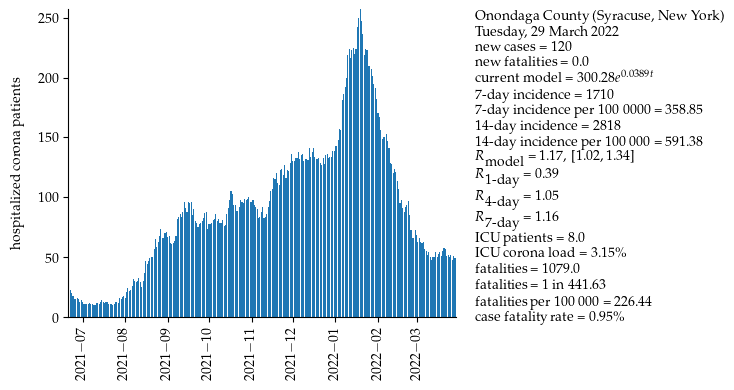 hospitalized corona patients
250
200
150
100
50
0
2021−07
2021−08
2021−09
2021−10
2021−11
2021−12
2022−01
2022−02
2022−03
Onondaga County (Syracuse, New York)
Tuesday, 29 March 2022
new cases = 120
new fatalities = 0.0
current model = 300.28e^0.0389t
7-day incidence = 1710
7-day incidence per 100 0000 = 358.85
14-day incidence = 2818
14-day incidence per 100 000 = 591.38
R_model = 1.17, [1.02, 1.34]
R_1-day = 0.39
R_4-day = 1.05
R_7-day = 1.16
ICU patients = 8.0
ICU corona load = 3.15%
fatalities = 1079.0
fatalities = 1 in 441.63
fatalities per 100 000 = 226.44
case fatality rate = 0.95%